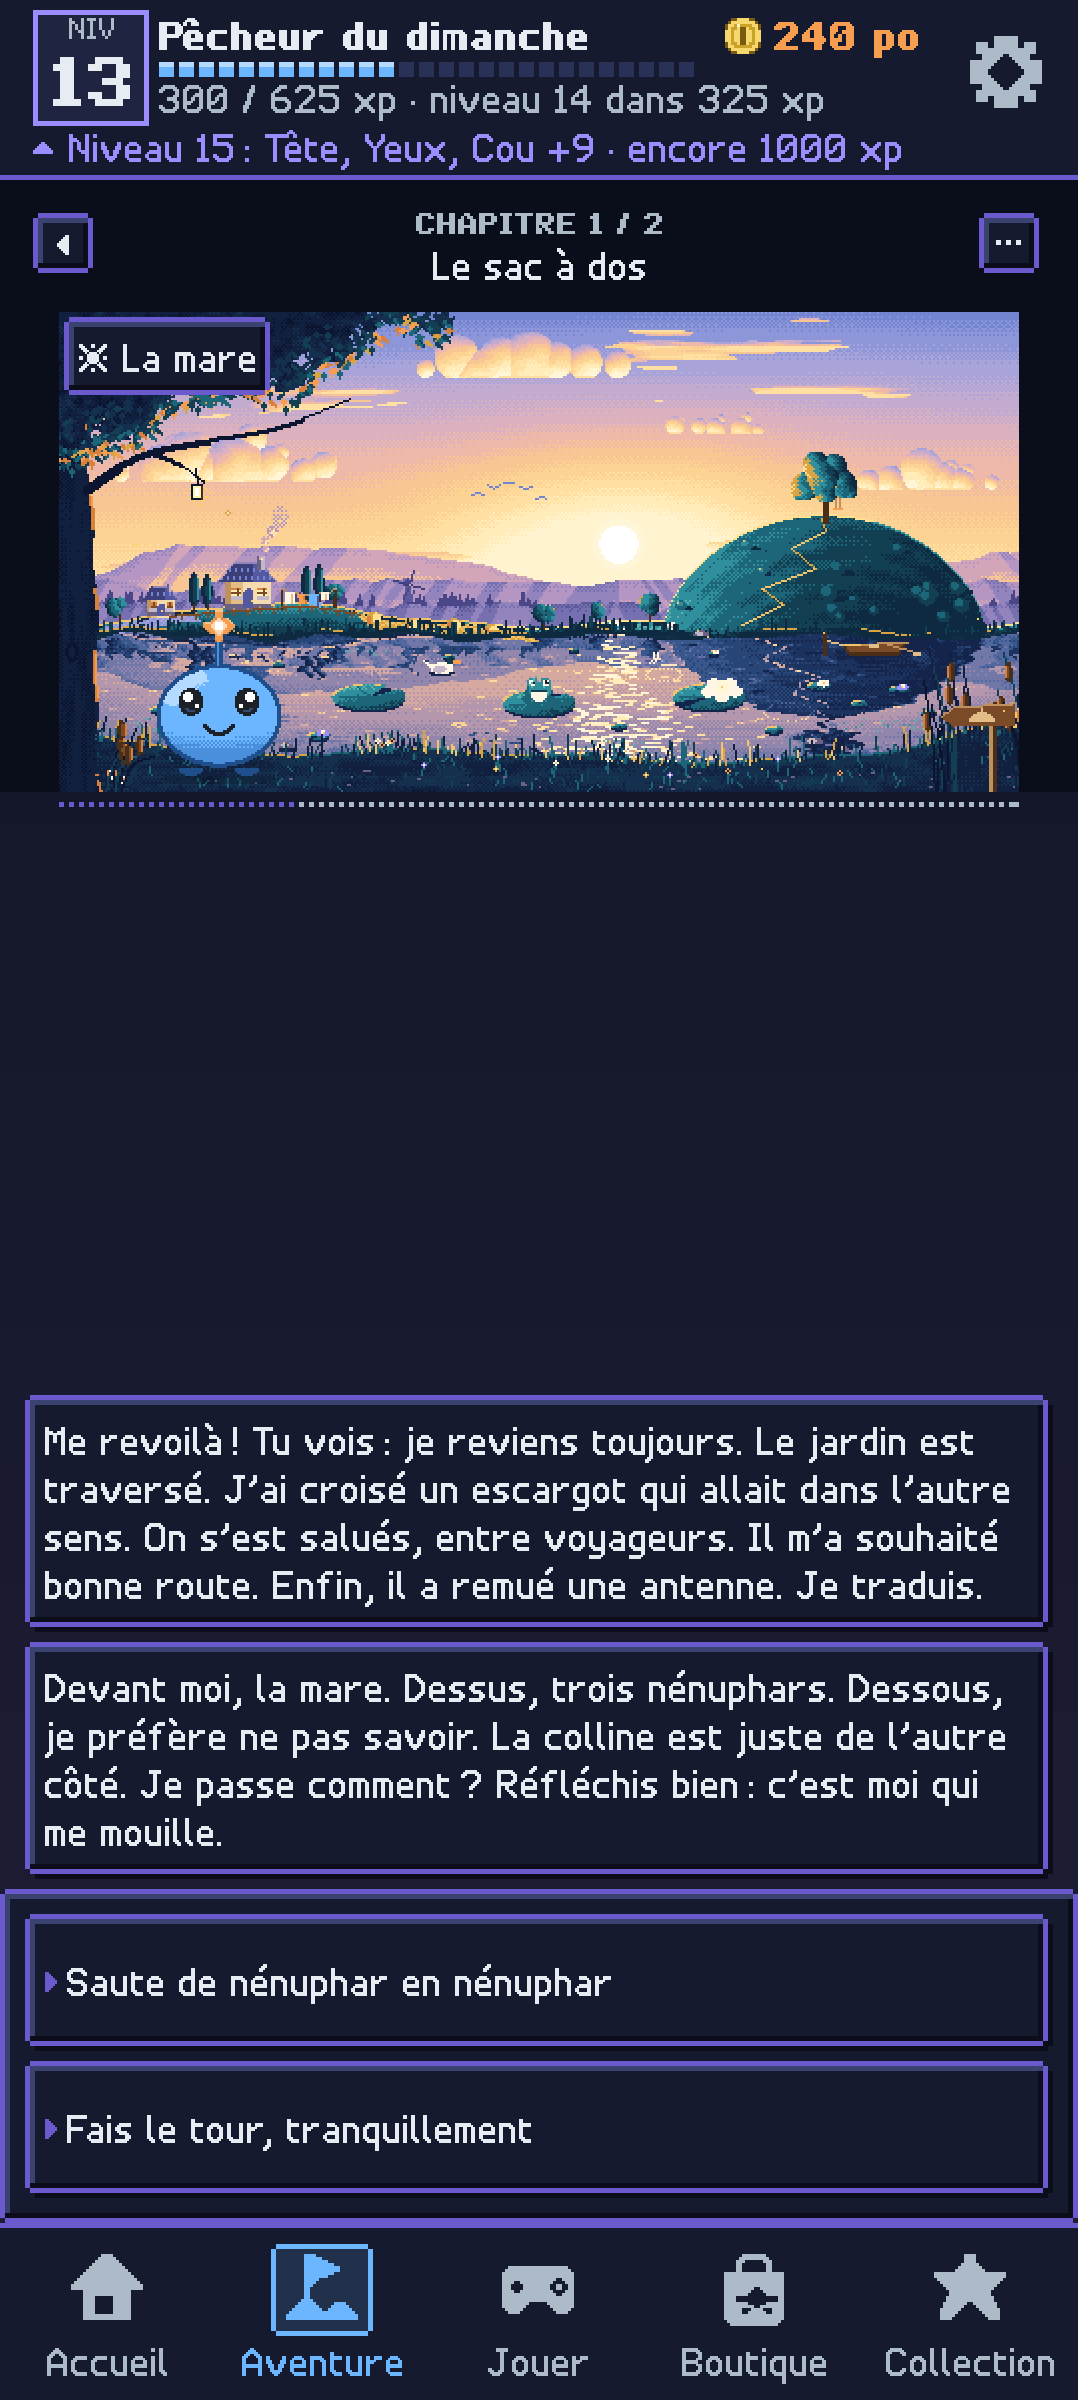 NIV
13
Pêcheur du dimanche
240 po
300 / 625 xp · niveau 14 dans 325 xp
Niveau 15 : Tête, Yeux, Cou +9 · encore 1000 xp
CHAPITRE 1 / 2
Le sac à dos
La mare
Me revoilà ! Tu vois : je reviens toujours. Le jardin est
traversé. J’ai croisé un escargot qui allait dans l’autre
sens. On s’est salués, entre voyageurs. Il m’a souhaité
bonne route. Enfin, il a remué une antenne. Je traduis.
Devant moi, la mare. Dessus, trois nénuphars. Dessous,
je préfère ne pas savoir. La colline est juste de l’autre
côté. Je passe comment ? Réfléchis bien : c’est moi qui
me mouille.
Saute de nénuphar en nénuphar
Fais le tour, tranquillement
Accueil
Aventure
Jouer
Boutique
Collection